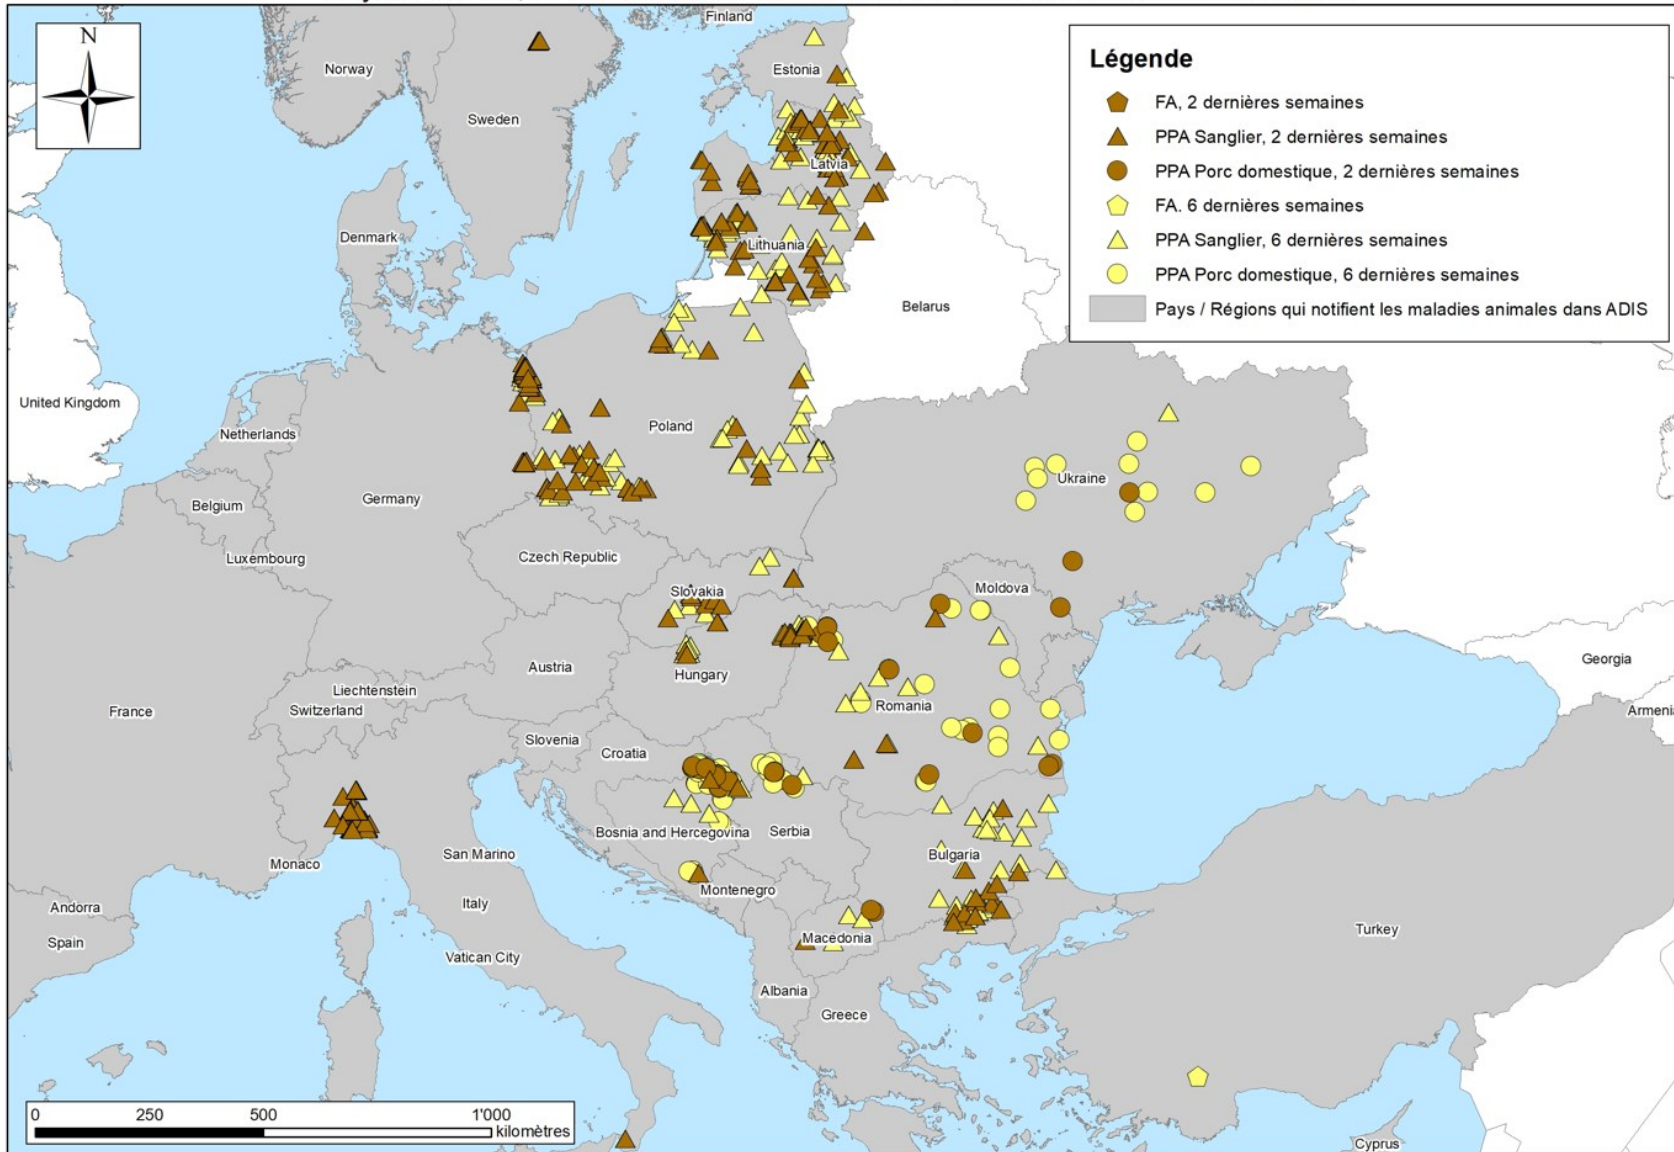 Finland
N
Norway
Sweden
Estonia
Latvia
Denmark
Lithuania
Belarus
Légende
FA, 2 dernières semaines
PPA Sanglier, 2 dernières semaines
PPA Porc domestique, 2 dernières semaines
FA. 6 dernières semaines
PPA Sanglier, 6 dernières semaines
PPA Porc domestique, 6 dernières semaines
Pays / Régions qui notifient les maladies animales dans ADIS
United Kingdom
Netherlands
Poland
Belgium
Germany
Ukraine
Luxembourg
Czech Republic
Slovakia
Moldova
Austria
Hungary
Georgia
Liechtenstein
Switzerland
France
Romania
Armenia
Slovenia
Croatia
Bosnia and Hercegovina
Serbia
Monaco
San Marino
Bulgaria
Montenegro
Andorra
Italy
Spain
Macedonia
Turkey
Vatican City
Albania
Greece
0 250 500 1'000
kilomètres
Cyprus